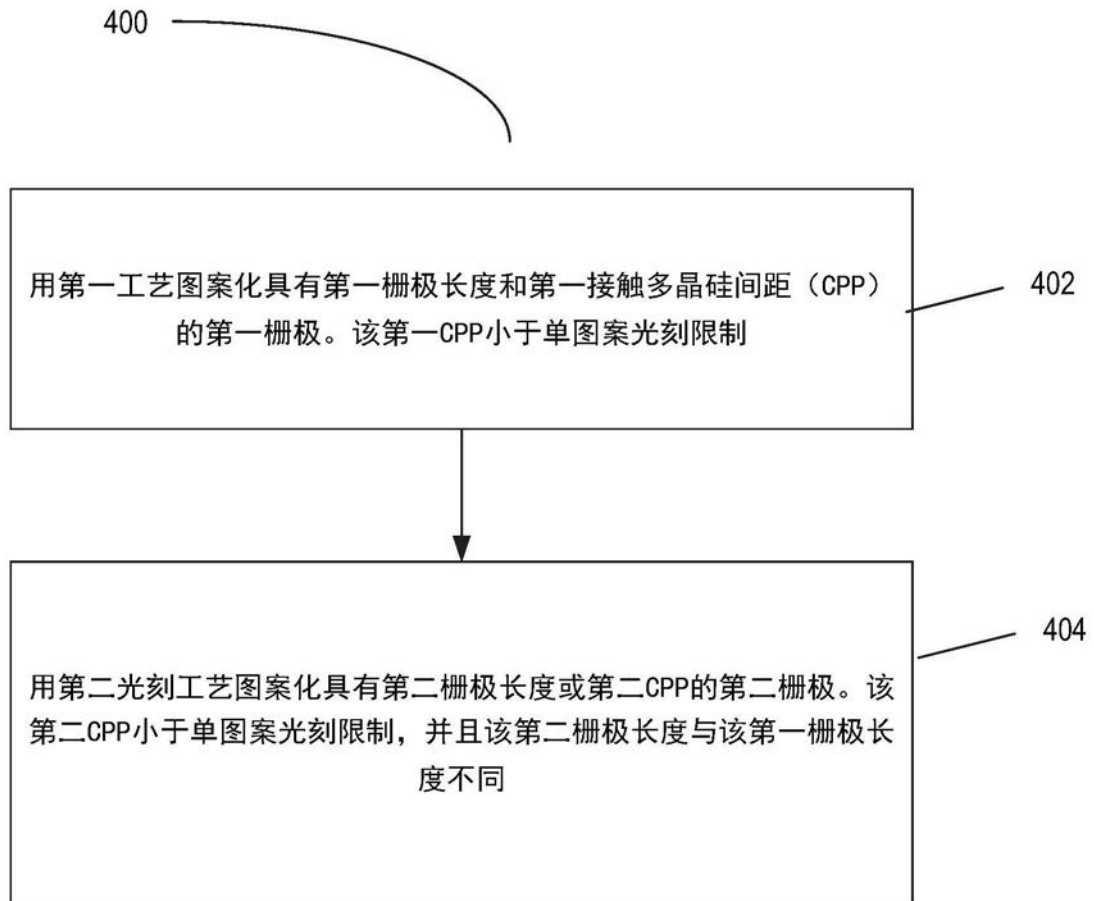 400
用第一工艺图案化具有第一栅极长度和第一接触多晶硅间距（CPP）
的第一栅极。该第一CPP小于单图案光刻限制
402
用第二光刻工艺图案化具有第二栅极长度或第二CPP的第二栅极。该
第二CPP小于单图案光刻限制，并且该第二栅极长度与该第一栅极长
度不同
404